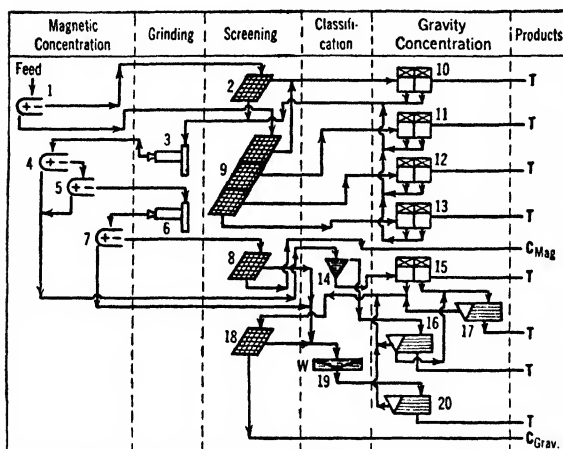 Magnetic Concentration
Grinding
Screening
Classifi-cation
Gravity Concentration
Products
Feed
1
2
10
T
3
11
T
4
9
12
T
5
6
13
T
7
C Mag
8
14
15
T
16
17
T
18
T
W
19
20
T
C Grav.